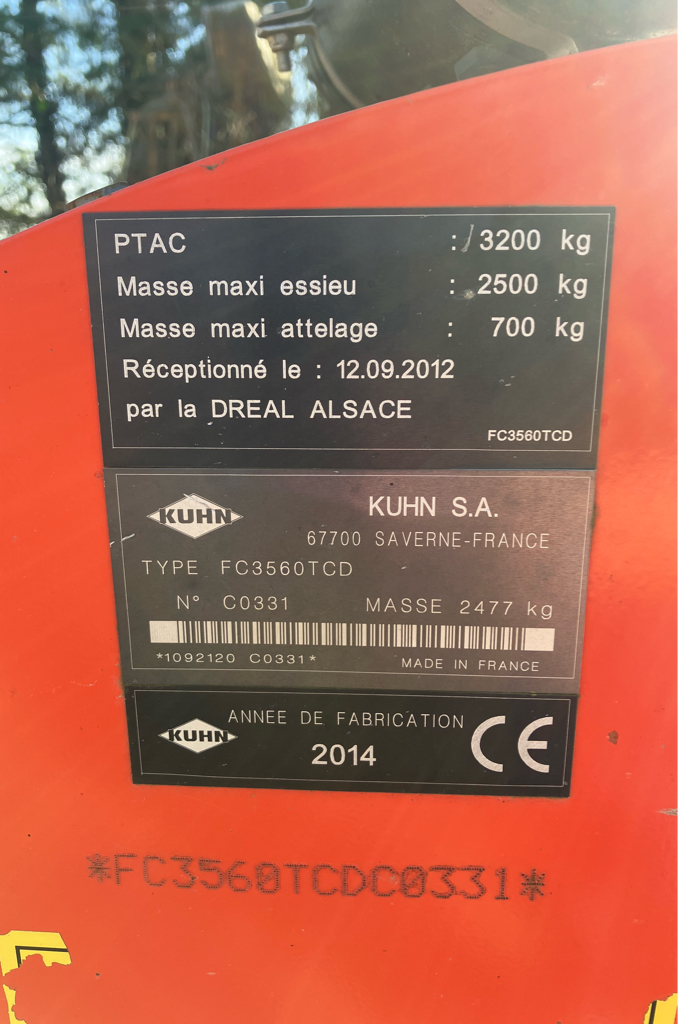 PTAC : 3200 kg
Masse maxi essieu : 2500 kg
Masse maxi attelage : 700 kg
Réceptionné le : 12.09.2012
par la DREAL ALSACE
FC3560TCD
KUHN
KUHN S.A.
67700 SAVERNE-FRANCE
TYPE FC3560TCD
N° C0331 MASSE 2477 kg
*1092120 C0331*
MADE IN FRANCE
KUHN
ANNEE DE FABRICATION
2014
CE
*FC3560TCDC0331*